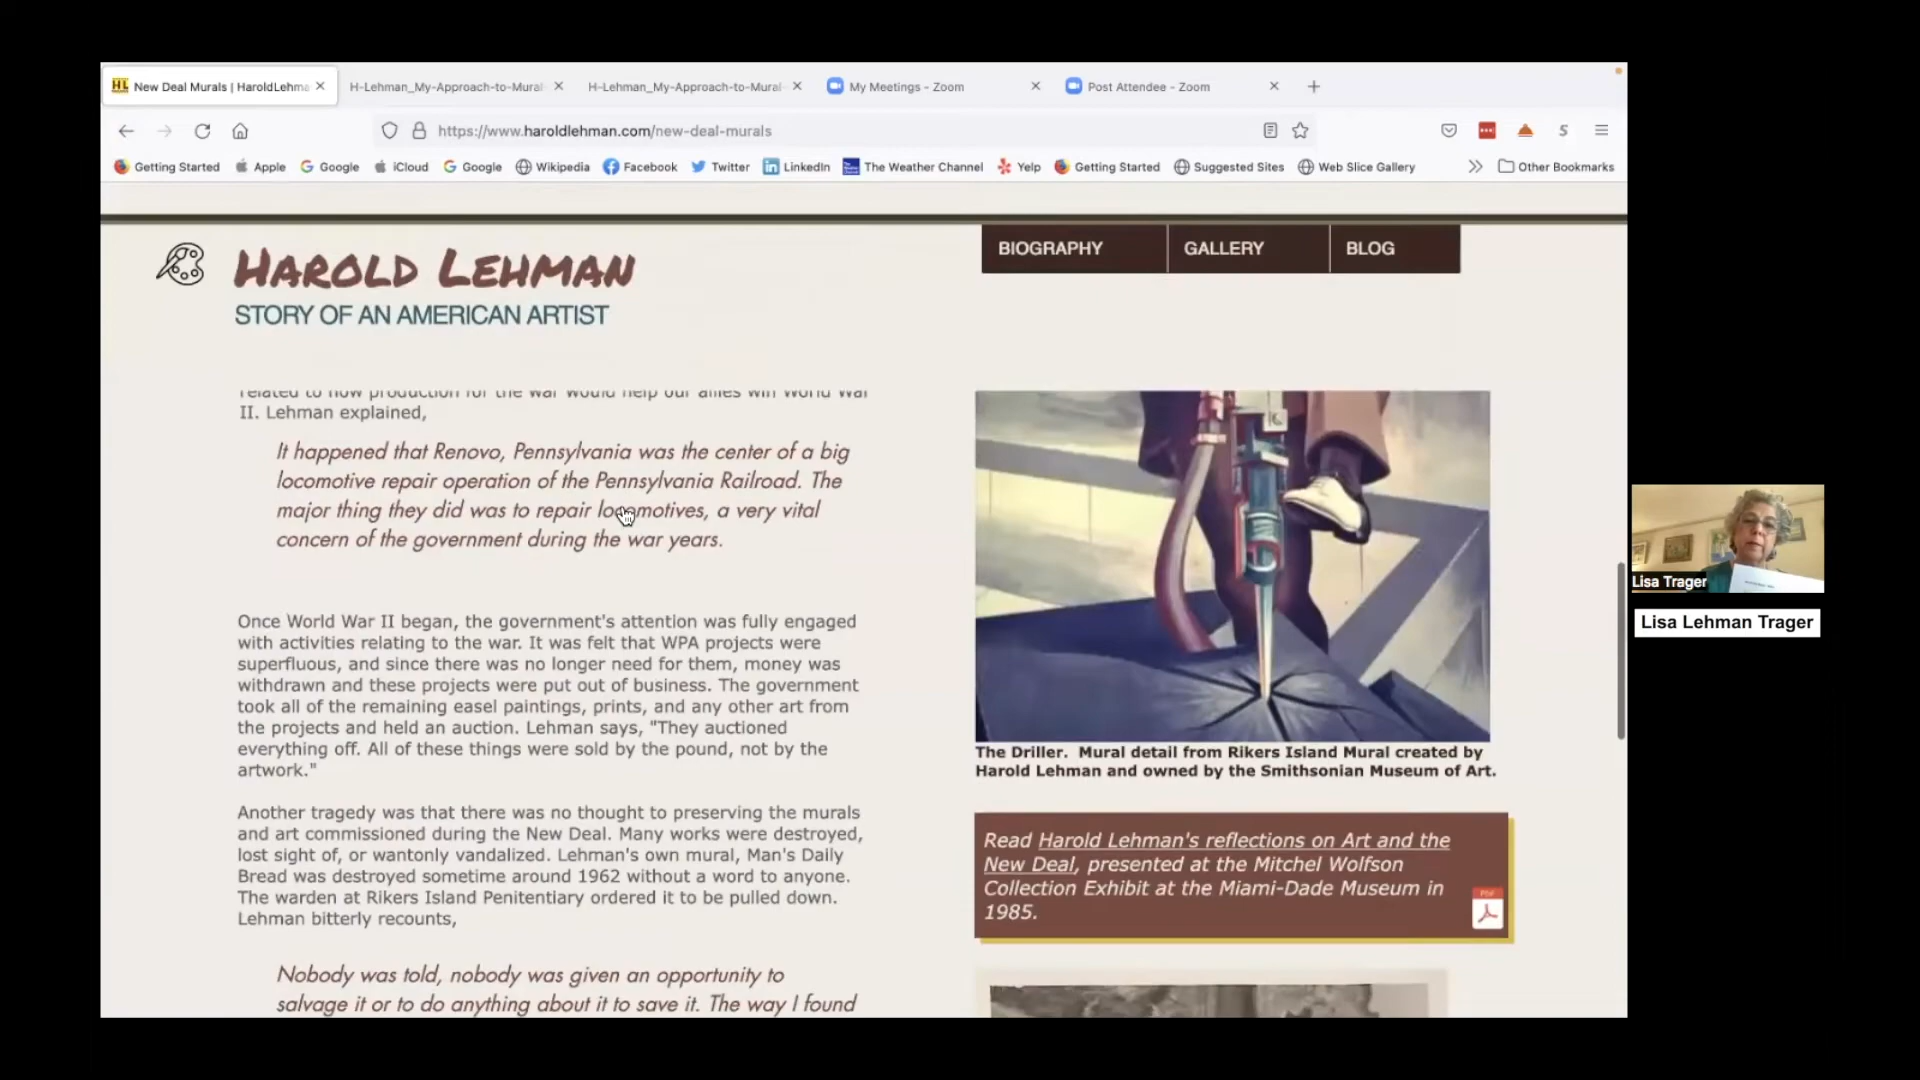 New Deal Murals | HaroldLehma
H-Lehman_My-Approach-to-Mural-
H-Lehman_My-Approach-to-Mural-
My Meetings - Zoom
Post Attendee - Zoom
https://www.haroldlehman.com/new-deal-murals
Getting Started
Apple
Google
iCloud
Google
Wikipedia
Facebook
Twitter
LinkedIn
The Weather Channel
Yelp
Getting Started
Suggested Sites
Web Slice Gallery
Other Bookmarks
HAROLD LEHMAN
STORY OF AN AMERICAN ARTIST
BIOGRAPHY
GALLERY
BLOG
related to how production for the war would help our allies win World War
II. Lehman explained,
It happened that Renovo, Pennsylvania was the center of a big
locomotive repair operation of the Pennsylvania Railroad. The
major thing they did was to repair locomotives, a very vital
concern of the government during the war years.
Once World War II began, the government's attention was fully engaged
with activities relating to the war. It was felt that WPA projects were
superfluous, and since there was no longer need for them, money was
withdrawn and these projects were put out of business. The government
took all of the remaining easel paintings, prints, and any other art from
the projects and held an auction. Lehman says, "They auctioned
everything off. All of these things were sold by the pound, not by the
artwork."
Another tragedy was that there was no thought to preserving the murals
and art commissioned during the New Deal. Many works were destroyed,
lost sight of, or wantonly vandalized. Lehman's own mural, Man's Daily
Bread was destroyed sometime around 1962 without a word to anyone.
The warden at Rikers Island Penitentiary ordered it to be pulled down.
Lehman bitterly recounts,
Nobody was told, nobody was given an opportunity to
salvage it or to do anything about it to save it. The way I found
The Driller. Mural detail from Rikers Island Mural created by
Harold Lehman and owned by the Smithsonian Museum of Art.
Read Harold Lehman's reflections on Art and the
New Deal, presented at the Mitchel Wolfson
Collection Exhibit at the Miami-Dade Museum in
1985.
PDF
Lisa Trager
Lisa Lehman Trager